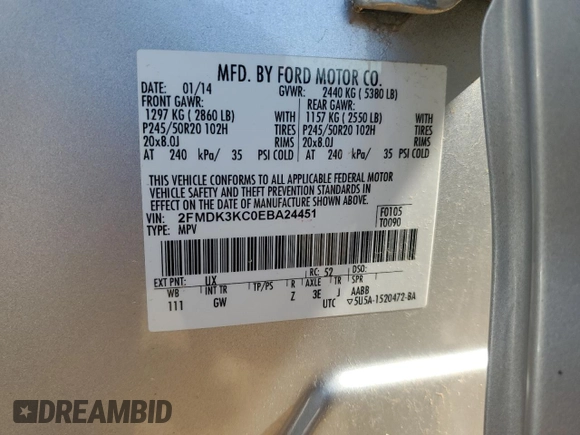 MFD. BY FORD MOTOR CO.
DATE: 01/14 GVWR: 2440 KG ( 5380 LB)
FRONT GAWR: REAR GAWR:
1297 KG ( 2860 LB) WITH 1157 KG ( 2550 LB) WITH
P245/50R20 102H TIRES P245/50R20 102H TIRES
20x8.0J RIMS 20x8.0J RIMS
AT 240 kPa/ 35 PSI COLD AT 240 kPa/ 35 PSI COLD
THIS VEHICLE CONFORMS TO ALL APPLICABLE FEDERAL MOTOR
VEHICLE SAFETY AND THEFT PREVENTION STANDARDS IN
EFFECT ON THE DATE OF MANUFACTURE SHOWN ABOVE.
VIN: 2FMDK3KC0EBA24451 F0105
TYPE: MPV T0090
EXT PNT: UX RC: 52 DSO:
WB INT TR TP/PS R AXLE TR SPR
111 GW Z 3E J AABB
UTC ▽5U5A-1520472-BA
DREAMBID